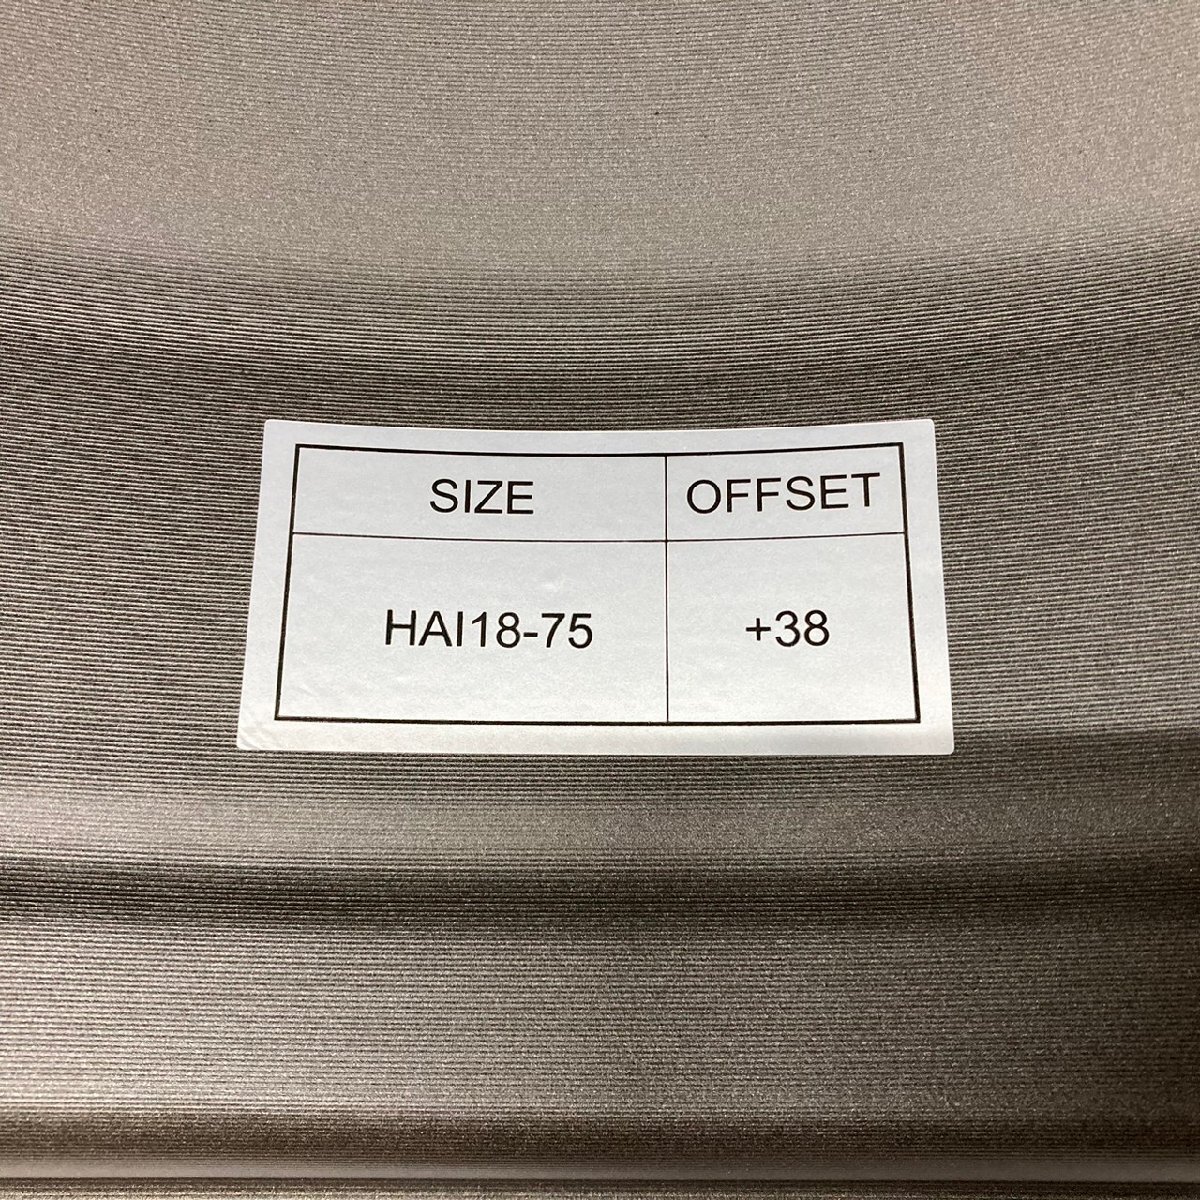 SIZE OFFSET
HAI18-75 +38